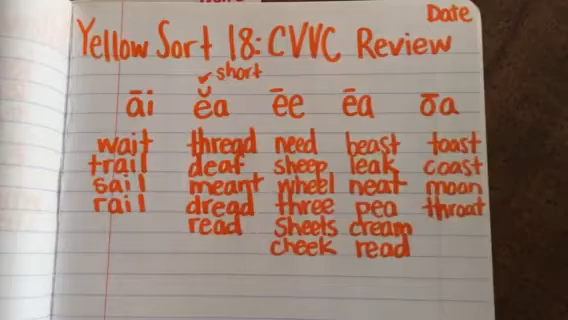 Date
Yellow Sort 18: CVVC Review
short
āi ĕa ēe ēa ōa
wait thread need beast toast
trail deaf sheep leak coast
sail meant wheel neat moan
rail dread three pea throat
read sheets cream
cheek read